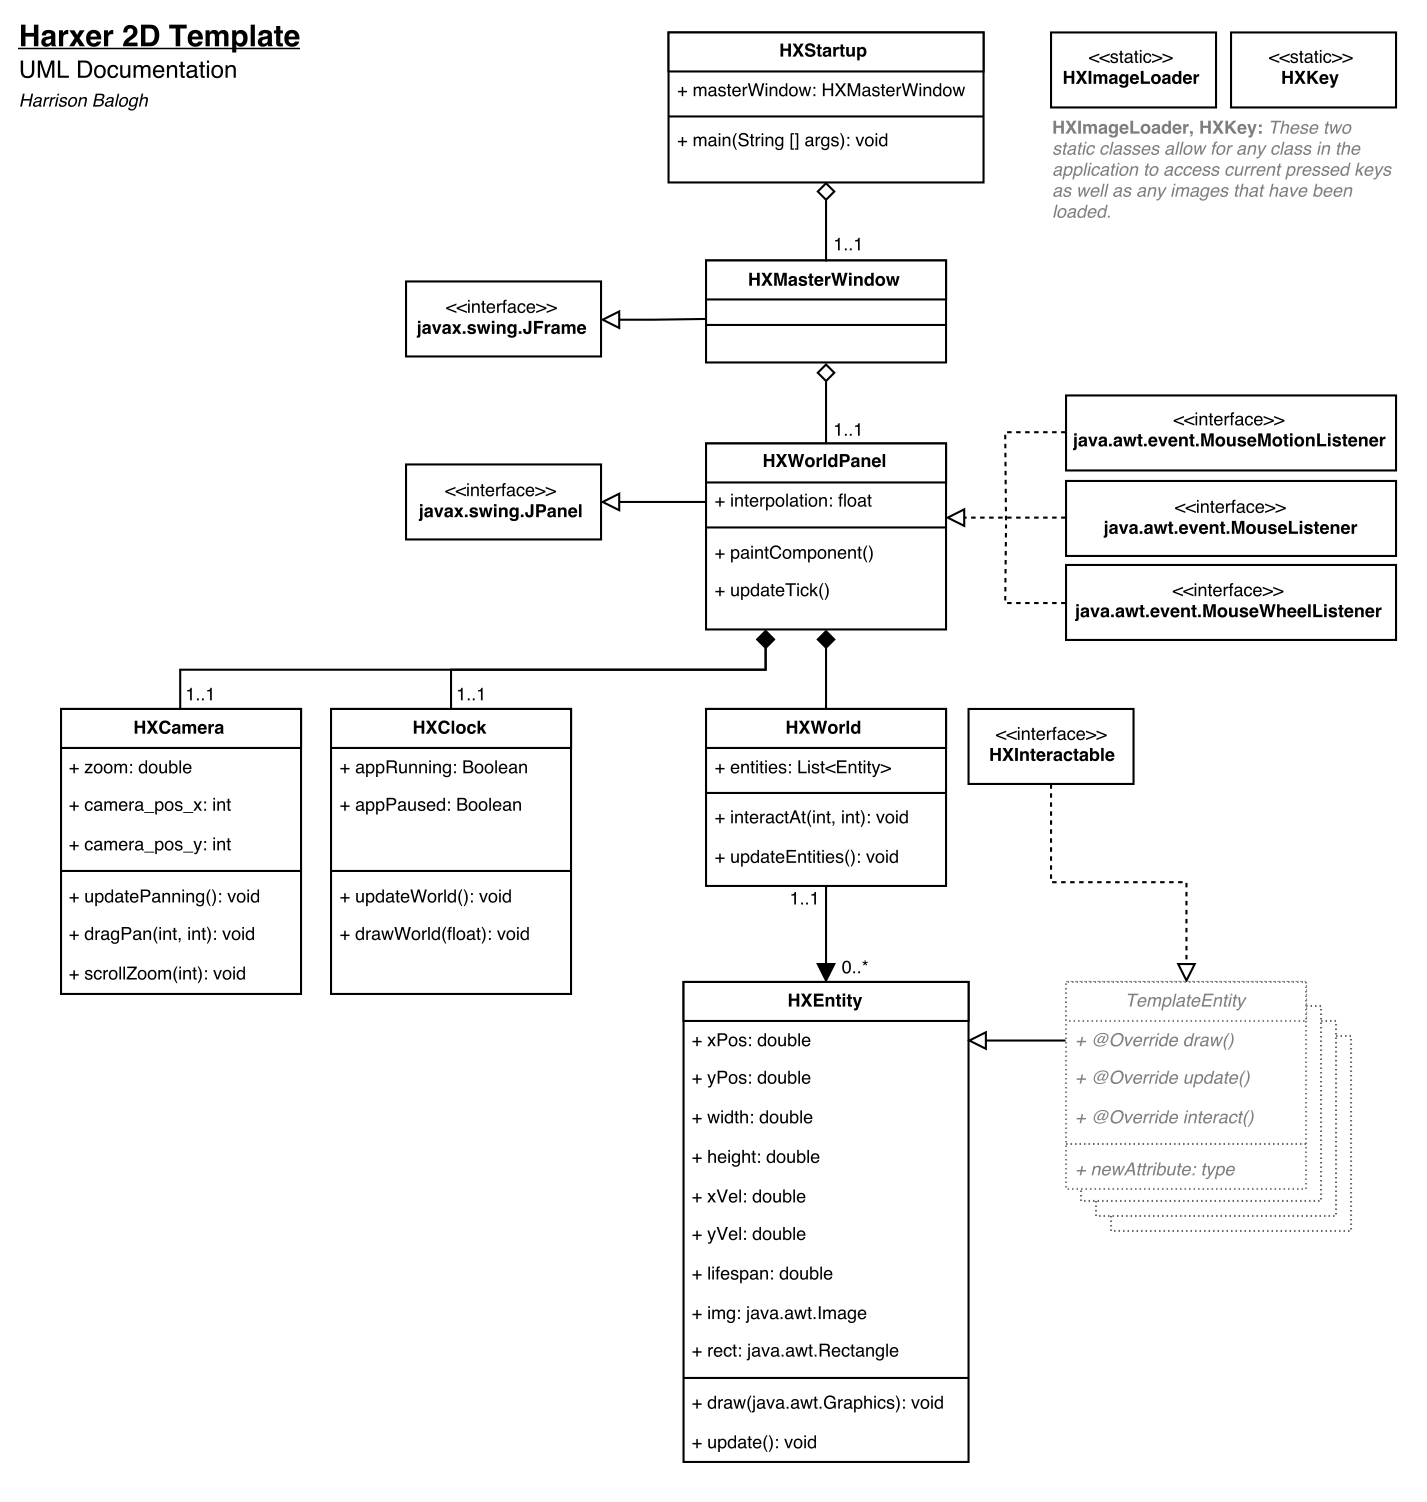 Harxer 2D Template
UML Documentation
Harrison Balogh
HXStartup
+ masterWindow: HXMasterWindow
+ main(String [] args): void
<<static>>
HXImageLoader
<<static>>
HXKey
HXImageLoader, HXKey: These two
static classes allow for any class in the
application to access current pressed keys
as well as any images that have been
loaded.
1..1
HXMasterWindow
<<interface>>
javax.swing.JFrame
1..1
HXWorldPanel
+ interpolation: float
+ paintComponent()
+ updateTick()
<<interface>>
javax.swing.JPanel
<<interface>>
java.awt.event.MouseMotionListener
<<interface>>
java.awt.event.MouseListener
<<interface>>
java.awt.event.MouseWheelListener
1..1
HXCamera
+ zoom: double
+ camera_pos_x: int
+ camera_pos_y: int
+ updatePanning(): void
+ dragPan(int, int): void
+ scrollZoom(int): void
1..1
HXClock
+ appRunning: Boolean
+ appPaused: Boolean
+ updateWorld(): void
+ drawWorld(float): void
HXWorld
+ entities: List<Entity>
+ interactAt(int, int): void
+ updateEntities(): void
<<interface>>
HXInteractable
1..1
0..*
HXEntity
+ xPos: double
+ yPos: double
+ width: double
+ height: double
+ xVel: double
+ yVel: double
+ lifespan: double
+ img: java.awt.Image
+ rect: java.awt.Rectangle
+ draw(java.awt.Graphics): void
+ update(): void
TemplateEntity
+ @Override draw()
+ @Override update()
+ @Override interact()
+ newAttribute: type